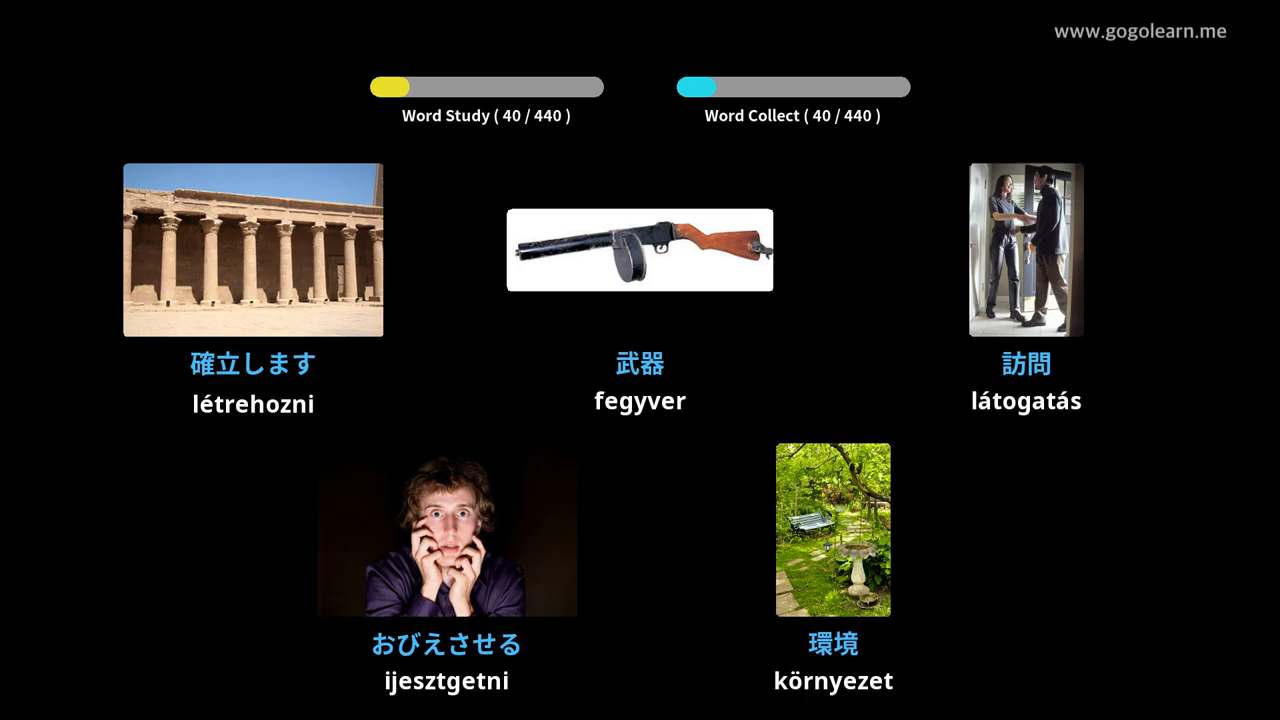 www.gogolearn.me
Word Study ( 40 / 440 )
Word Collect ( 40 / 440 )
確立します
létrehozni
武器
fegyver
訪問
látogatás
おびえさせる
ijesztgetni
環境
környezet